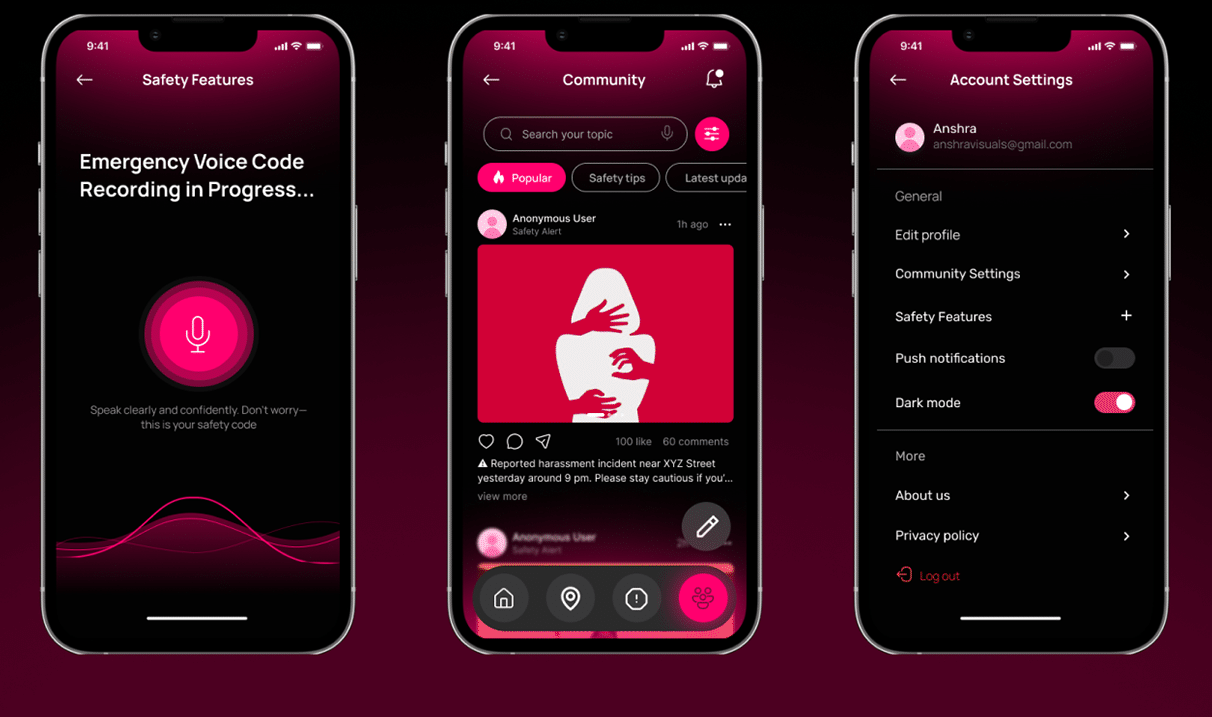 9:41
Safety Features
Emergency Voice Code
Recording in Progress...
Speak clearly and confidently. Don't worry—
this is your safety code
9:41
Community
Search your topic
Popular
Safety tips
Latest upda
Anonymous User
Safety Alert
1h ago
100 like
60 comments
⚠ Reported harassment incident near XYZ Street
yesterday around 9 pm. Please stay cautious if you'...
view more
Anonymous User
Safety Alert
9:41
Account Settings
Anshra
anshravisuals@gmail.com
General
Edit profile
Community Settings
Safety Features
Push notifications
Dark mode
More
About us
Privacy policy
Log out